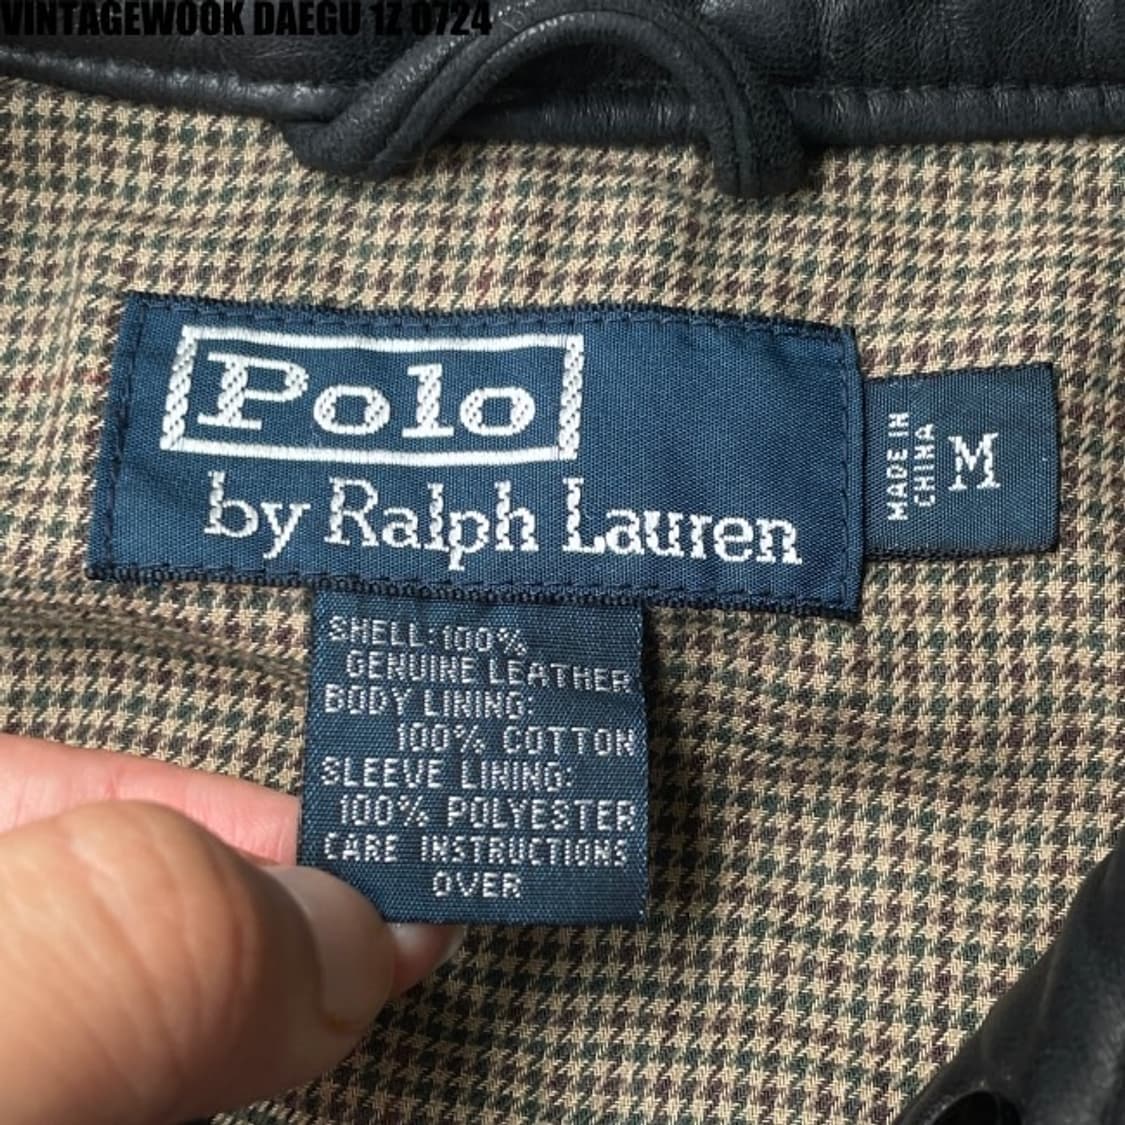 VINTAGEWOOK DAEGU 1Z 0724
Polo
by Ralph Lauren
MADE IN
CHINA
M
SHELL:100%
GENUINE LEATHER
BODY LINING:
100% COTTON
SLEEVE LINING:
100% POLYESTER
CARE INSTRUCTIONS
OVER